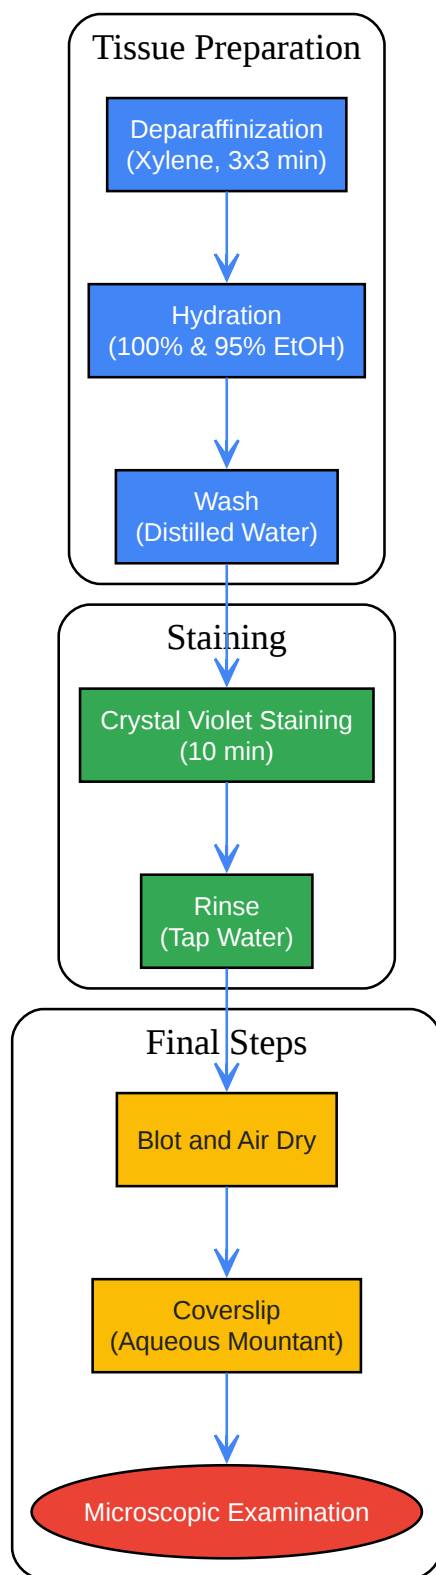 Tissue Preparation
Deparaffinization
(Xylene, 3x3 min)
Hydration
(100% & 95% EtOH)
Wash
(Distilled Water)
Staining
Crystal Violet Staining
(10 min)
Rinse
(Tap Water)
Final Steps
Blot and Air Dry
Coverslip
(Aqueous Mountant)
Microscopic Examination